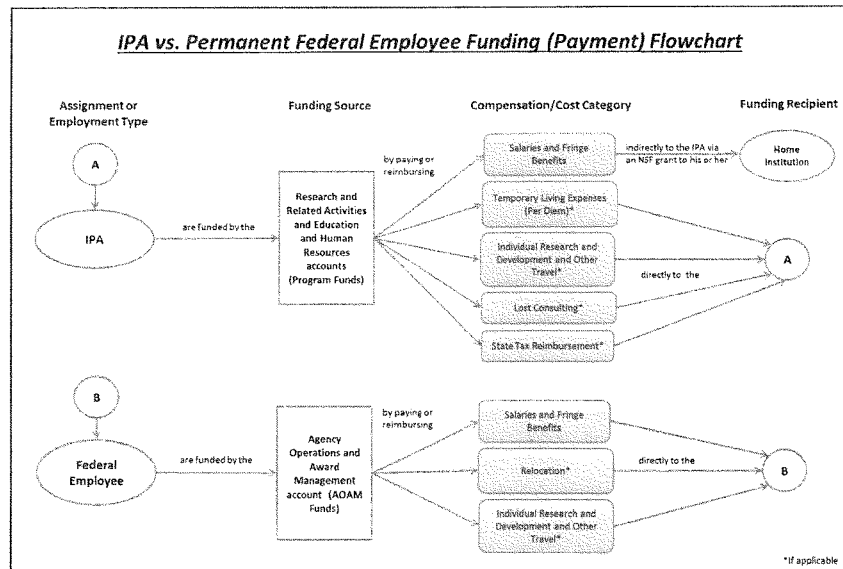 IPA vs. Permanent Federal Employee Funding (Payment) Flowchart
Assignment or
Employment Type
Funding Source
Compensation/Cost Category
Funding Recipient
A
IPA
are funded by the
Research and
Related Activities
and Education
and Human
Resources
accounts
(Program Funds)
by paying or
reimbursing
Salaries and Fringe
Benefits
indirectly to the IPA via
an NSF grant to his or her
Home
Institution
Temporary Living Expenses
(Per Diem)*
Individual Research and
Development and Other
Travel*
directly to the
A
Lost Consulting*
State Tax Reimbursement*
B
Federal
Employee
are funded by the
Agency
Operations and
Award
Management
account (AOAM
Funds)
by paying or
reimbursing
Salaries and Fringe
Benefits
Relocation*
directly to the
B
Individual Research and
Development and Other
Travel*
*If applicable